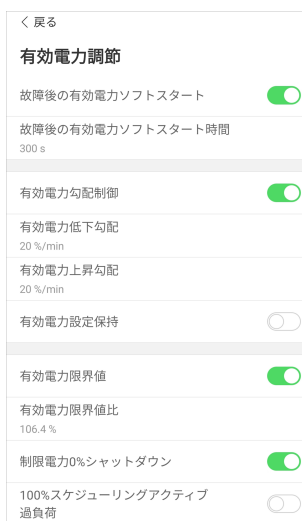 < 戻る
有効電力調節
故障後の有効電力ソフトスタート
故障後の有効電力ソフトスタート時間
300 s
有効電力勾配制御
有効電力低下勾配
20 %/min
有効電力上昇勾配
20 %/min
有効電力設定保持
有効電力限界値
有効電力限界値比
106.4 %
制限電力0%シャットダウン
100%スケジューリングアクティブ
過負荷